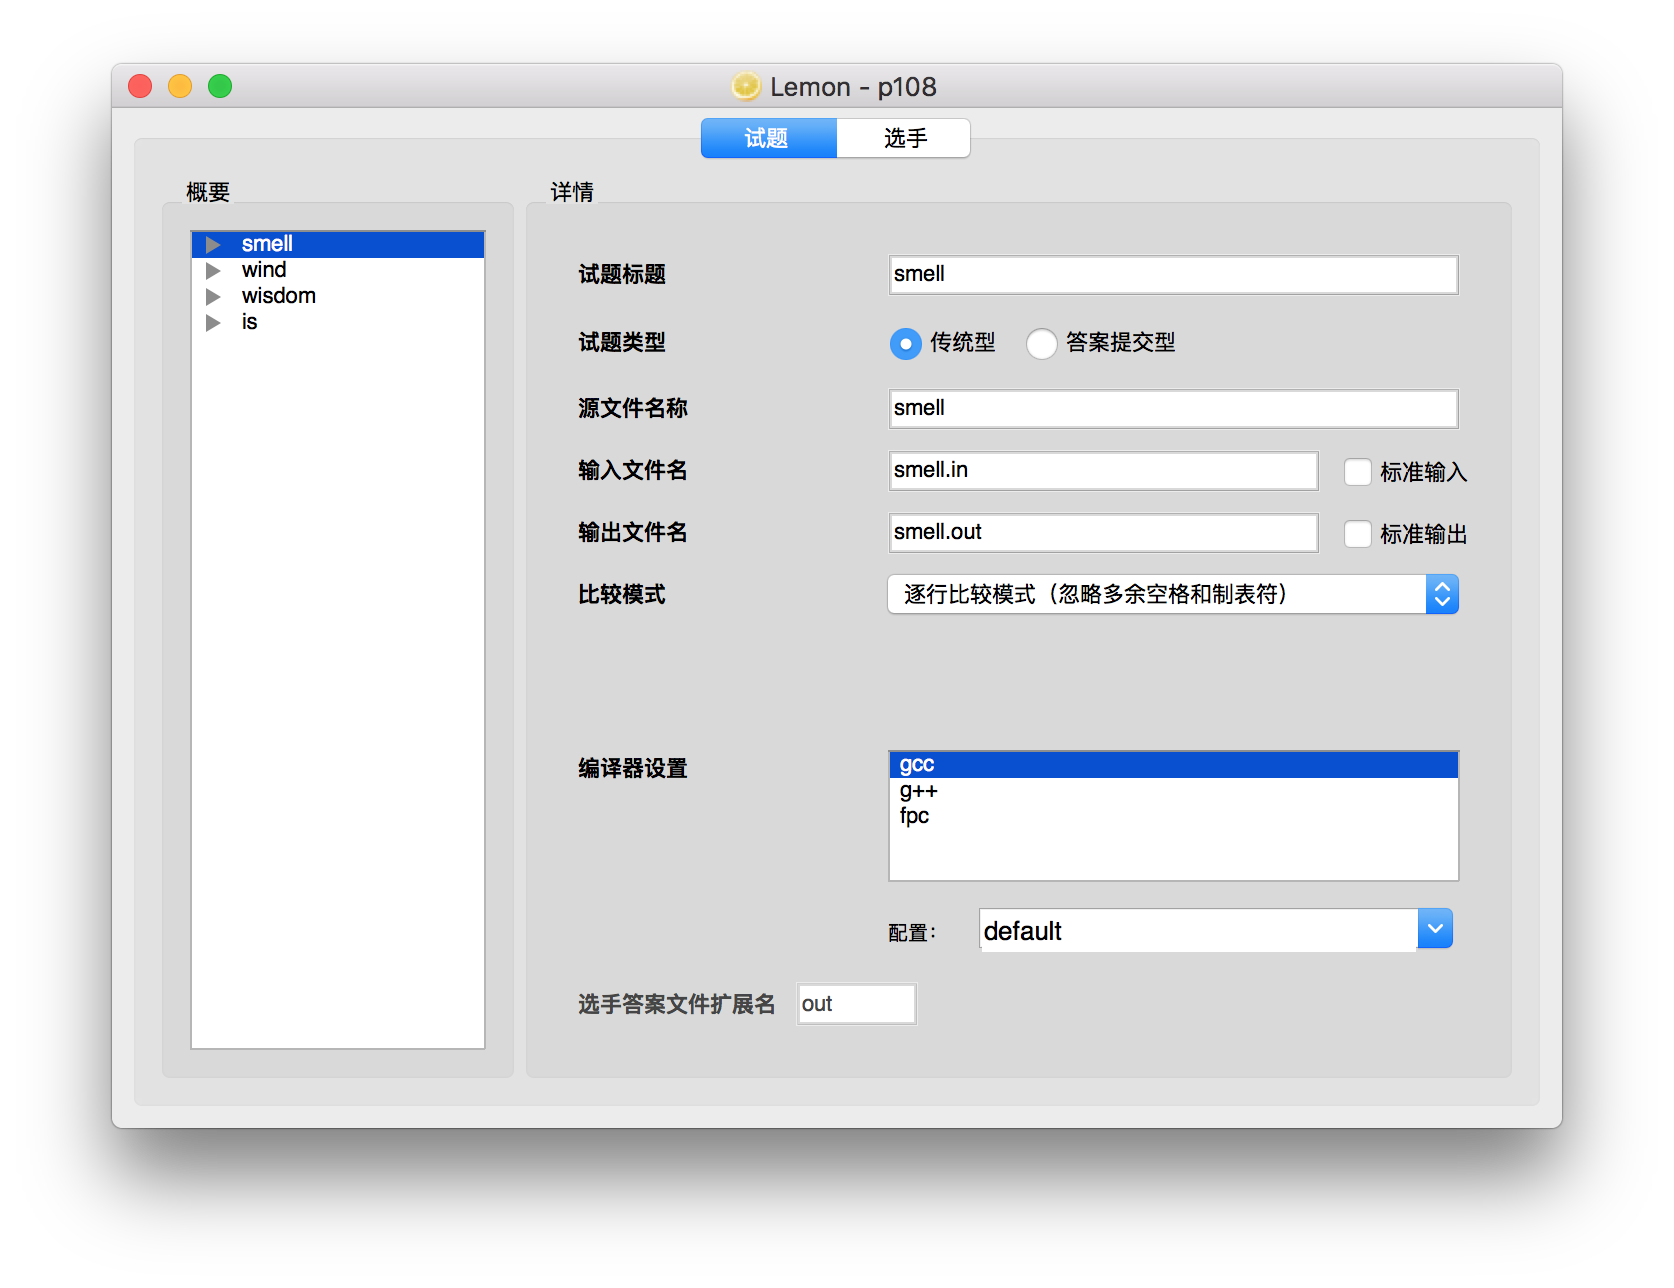 Lemon - p108
试题 选手
概要
smell
wind
wisdom
is
详情
试题标题 smell
试题类型 传统型 答案提交型
源文件名称 smell
输入文件名 smell.in 标准输入
输出文件名 smell.out 标准输出
比较模式 逐行比较模式（忽略多余空格和制表符）
编译器设置 gcc
g++
fpc
配置： default
选手答案文件扩展名 out